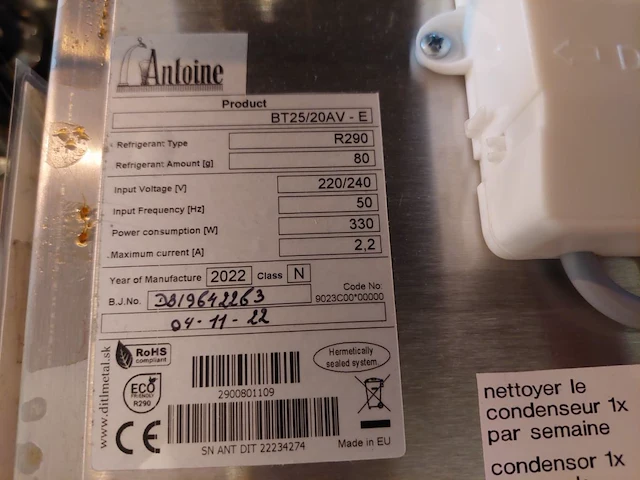 Antoine
Product
BT25/20AV - E
Refrigerant Type R290
Refrigerant Amount [g] 80
Input Voltage [V] 220/240
Input Frequency [Hz] 50
Power consumption [W] 330
Maximum current [A] 2,2
Year of Manufacture 2022 Class N
B.J.No. D819642263
Code No:
9023C00*00000
04-11-22
www.ditlmetal.sk
RoHS
compliant
Hermetically
sealed system
ECO
FRIENDLY
R290
2900801109
CE
SN ANT DIT 22234274
Made in EU
nettoyer le
condenseur 1x
par semaine
condensor 1x